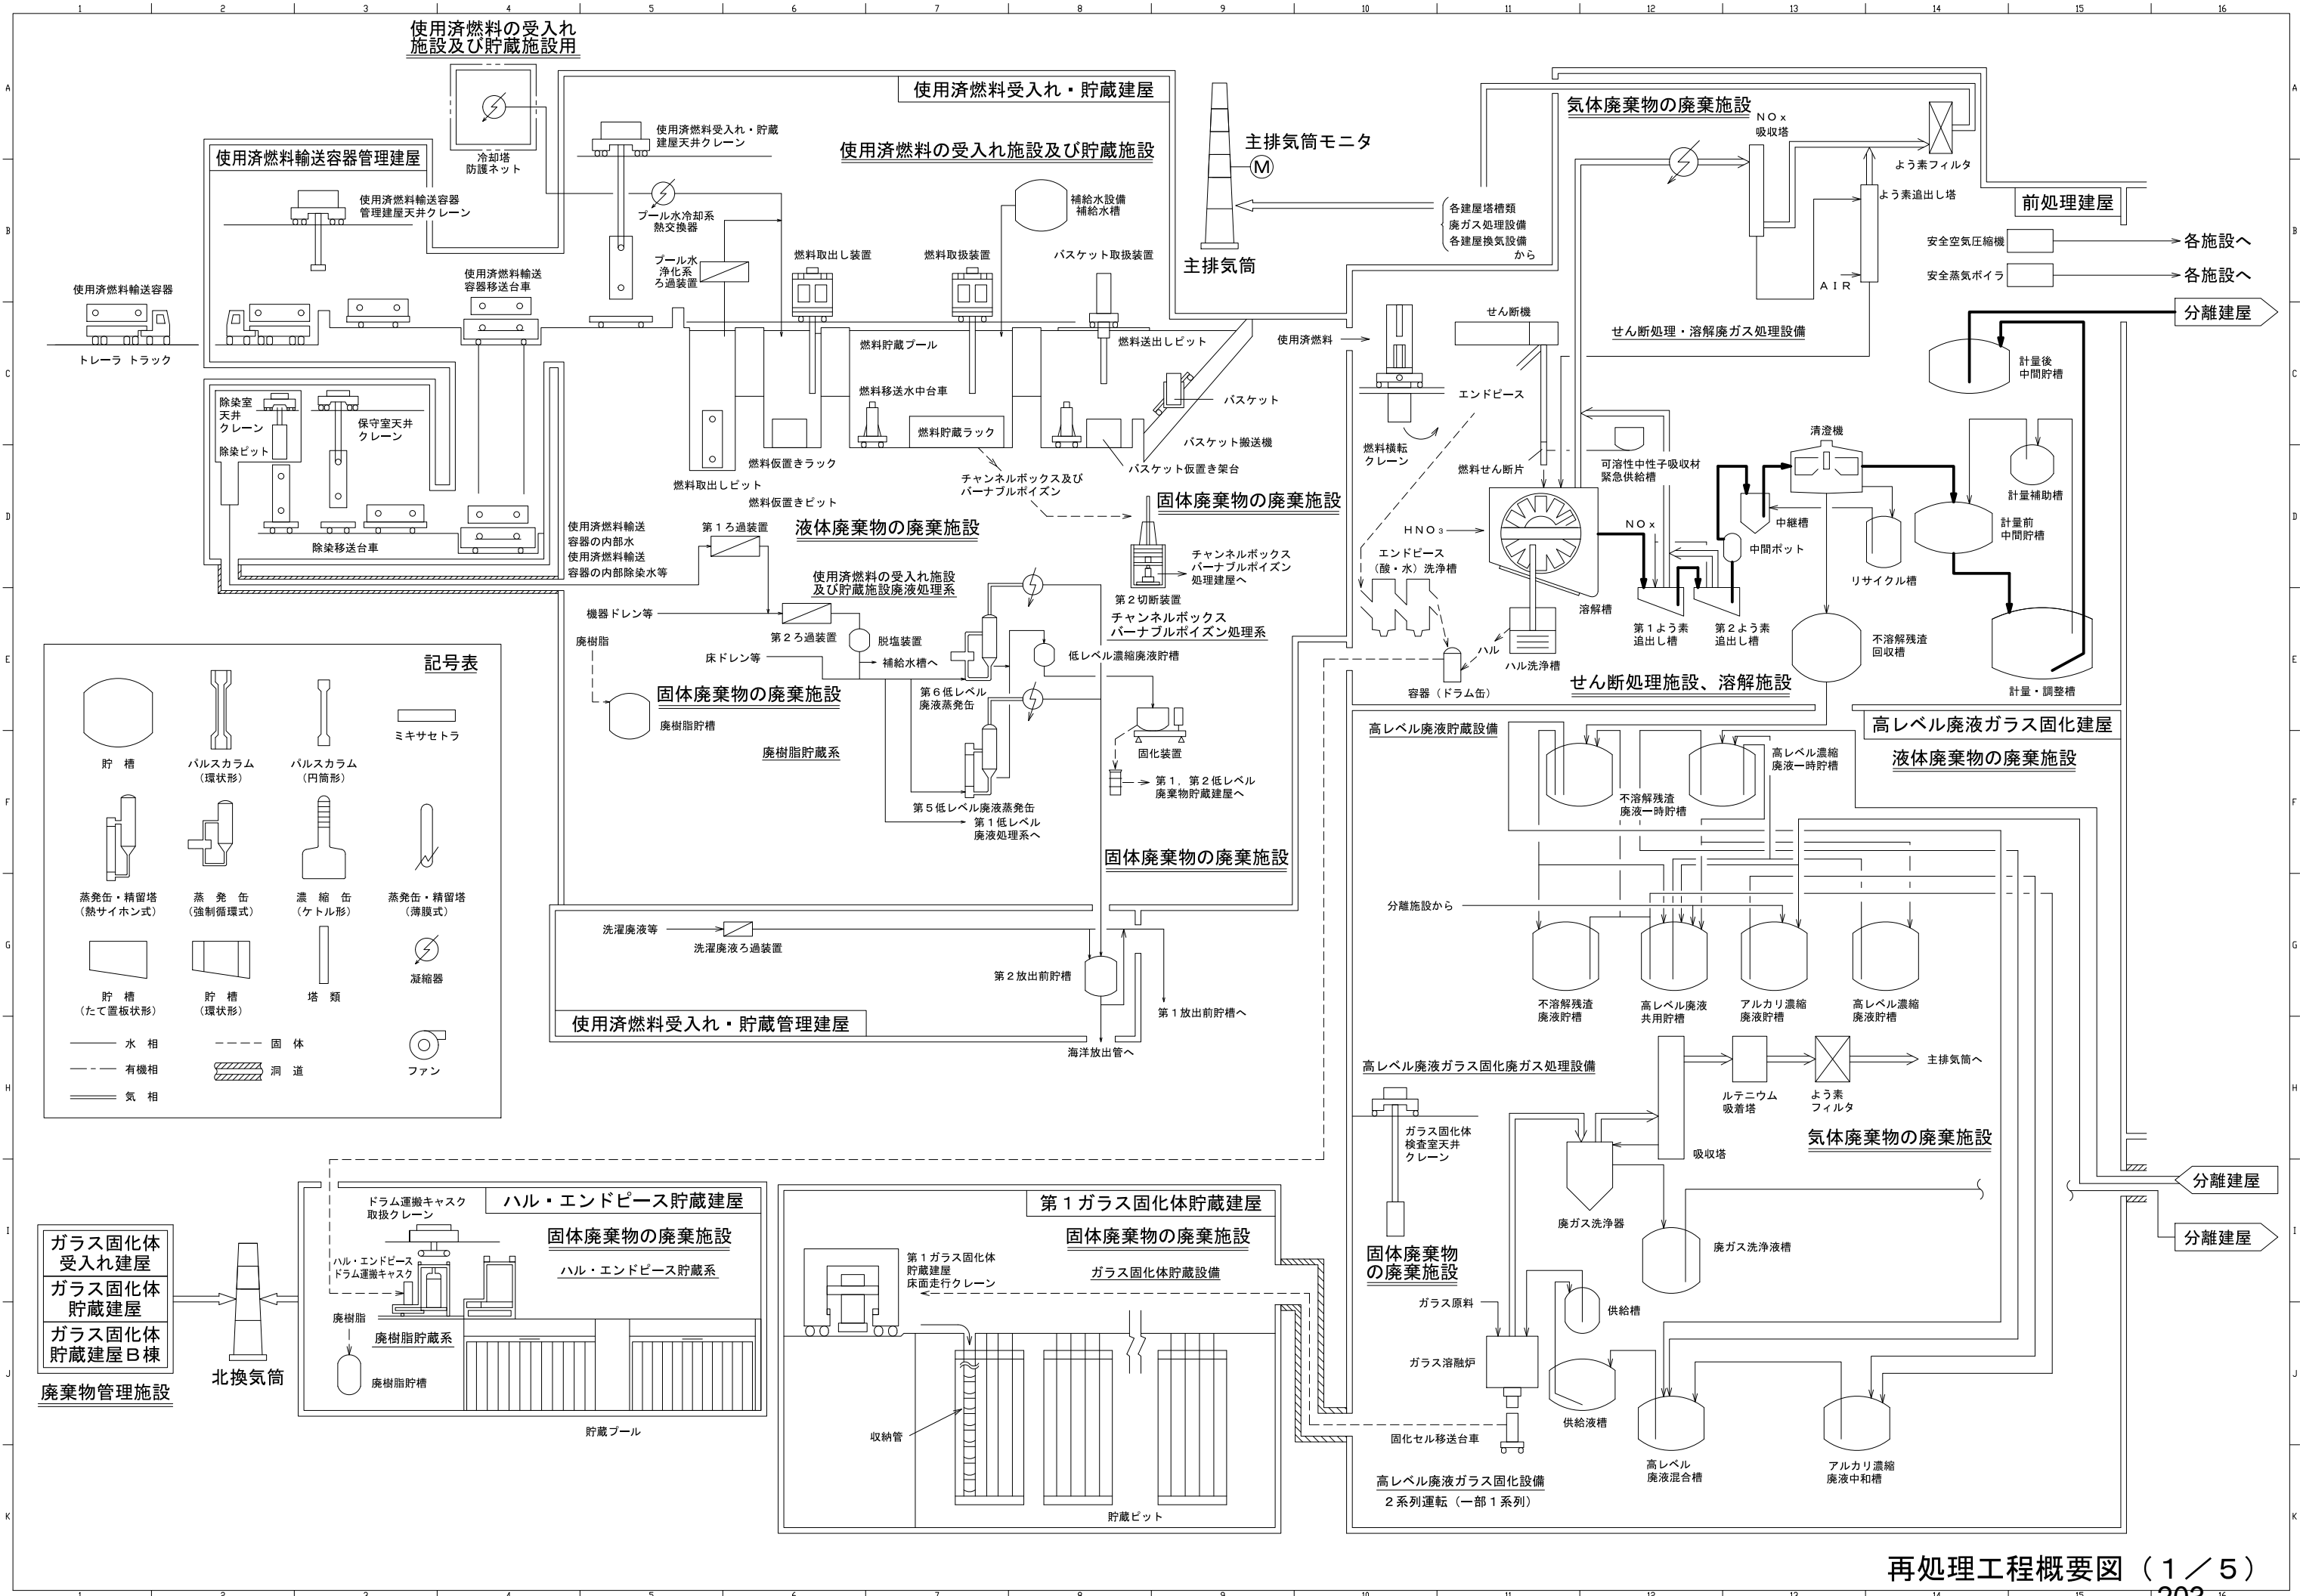 1 2 3 4 5 6 7 8 9 10 11 12 13 14 15 16
A
B
C
D
E
F
G
H
I
J
K
使用済燃料の受入れ
施設及び貯蔵施設用
冷却塔
防護ネット
使用済燃料輸送容器管理建屋
使用済燃料輸送容器
管理建屋天井クレーン
使用済燃料輸送容器
トレーラ トラック
使用済燃料輸送
容器移送台車
除染室
天井
クレーン
除染ピット
保守室天井
クレーン
除染移送台車
使用済燃料受入れ・貯蔵建屋
使用済燃料受入れ・貯蔵
建屋天井クレーン
使用済燃料の受入れ施設及び貯蔵施設
プール水冷却系
熱交換器
プール水
浄化系
ろ過装置
補給水設備
補給水槽
燃料取出し装置
燃料取扱装置
バスケット取扱装置
燃料貯蔵プール
燃料送出しピット
燃料移送水中台車
バスケット
燃料貯蔵ラック
バスケット搬送機
燃料仮置きラック
バスケット仮置き架台
燃料取出しピット
チャンネルボックス及び
バーナブルポイズン
燃料仮置きピット
主排気筒モニタ
M
主排気筒
各建屋塔槽類
廃ガス処理設備
各建屋換気設備
から
液体廃棄物の廃棄施設
固体廃棄物の廃棄施設
使用済燃料輸送
容器の内部水
使用済燃料輸送
容器の内部除染水等
第1ろ過装置
チャンネルボックス
バーナブルポイズン
処理建屋へ
第2切断装置
チャンネルボックス
バーナブルポイズン処理系
使用済燃料の受入れ施設
及び貯蔵施設廃液処理系
機器ドレン等
第2ろ過装置
脱塩装置
廃樹脂
床ドレン等
補給水槽へ
低レベル濃縮廃液貯槽
第6低レベル
廃液蒸発缶
固体廃棄物の廃棄施設
廃樹脂貯槽
廃樹脂貯蔵系
固化装置
第1,第2低レベル
廃棄物貯蔵建屋へ
第5低レベル廃液蒸発缶
第1低レベル
廃液処理系へ
固体廃棄物の廃棄施設
洗濯廃液等
洗濯廃液ろ過装置
第2放出前貯槽
第1放出前貯槽へ
使用済燃料受入れ・貯蔵管理建屋
海洋放出管へ
記号表
貯 槽
パルスカラム
(環状形)
パルスカラム
(円筒形)
ミキサセトラ
蒸発缶・精留塔
(熱サイホン式)
蒸 発 缶
(強制循環式)
濃 縮 缶
(ケトル形)
蒸発缶・精留塔
(薄膜式)
貯 槽
(たて置板状形)
貯 槽
(環状形)
塔 類
凝縮器
水 相
固 体
有機相
洞 道
気 相
ファン
気体廃棄物の廃棄施設
NOx
吸収塔
よう素フィルタ
よう素追出し塔
前処理建屋
安全空気圧縮機
各施設へ
安全蒸気ボイラ
各施設へ
AIR
せん断処理・溶解廃ガス処理設備
分離建屋
使用済燃料
せん断機
エンドピース
燃料横転
クレーン
燃料せん断片
可溶性中性子吸収材
緊急供給槽
清澄機
計量後
中間貯槽
計量補助槽
計量前
中間貯槽
中継槽
中間ポット
リサイクル槽
HNO₃
NOx
エンドピース
(酸・水)洗浄槽
溶解槽
第1よう素
追出し槽
第2よう素
追出し槽
不溶解残渣
回収槽
計量・調整槽
ハル
ハル洗浄槽
容器(ドラム缶)
せん断処理施設、溶解施設
高レベル廃液貯蔵設備
高レベル廃液ガラス固化建屋
液体廃棄物の廃棄施設
高レベル濃縮
廃液一時貯槽
不溶解残渣
廃液一時貯槽
分離施設から
不溶解残渣
廃液貯槽
高レベル廃液
共用貯槽
アルカリ濃縮
廃液貯槽
高レベル濃縮
廃液貯槽
高レベル廃液ガラス固化廃ガス処理設備
ルテニウム
吸着塔
よう素
フィルタ
主排気筒へ
ガラス固化体
検査室天井
クレーン
吸収塔
気体廃棄物の廃棄施設
廃ガス洗浄器
廃ガス洗浄液槽
分離建屋
分離建屋
固体廃棄物
の廃棄施設
ガラス原料
供給槽
ガラス溶融炉
供給液槽
固化セル移送台車
高レベル
廃液混合槽
アルカリ濃縮
廃液中和槽
高レベル廃液ガラス固化設備
2系列運転(一部1系列)
ガラス固化体
受入れ建屋
ガラス固化体
貯蔵建屋
ガラス固化体
貯蔵建屋B棟
廃棄物管理施設
北換気筒
ハル・エンドピース貯蔵建屋
ドラム運搬キャスク
取扱クレーン
固体廃棄物の廃棄施設
ハル・エンドピース
ドラム運搬キャスク
ハル・エンドピース貯蔵系
廃樹脂
廃樹脂貯蔵系
廃樹脂貯槽
貯蔵プール
第1ガラス固化体貯蔵建屋
固体廃棄物の廃棄施設
第1ガラス固化体
貯蔵建屋
床面走行クレーン
ガラス固化体貯蔵設備
収納管
貯蔵ピット
再処理工程概要図(1/5)
203
1 2 3 4 5 6 7 8 9 10 11 12 13 14 15 16